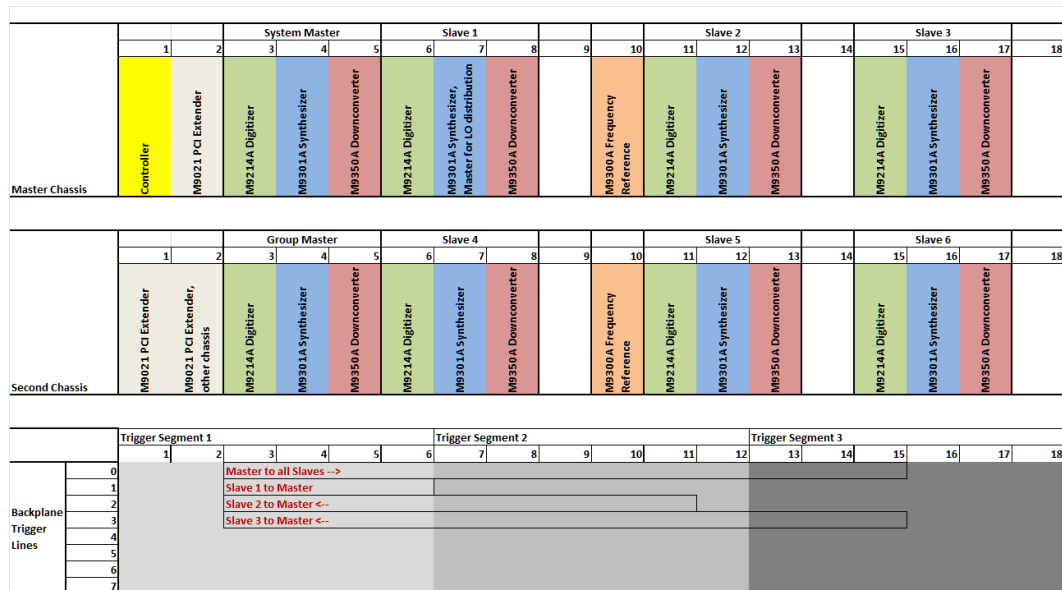 System Master Slave 1 Slave 2 Slave 3
1 2 3 4 5 6 7 8 9 10 11 12 13 14 15 16 17 18
Master Chassis
Controller
M9021 PCI Extender
M9214A Digitizer
M9301A Synthesizer
M9350A Downconverter
M9214A Digitizer
M9301A Synthesizer,
Master for LO distribution
M9350A Downconverter
M9300A Frequency
Reference
M9214A Digitizer
M9301A Synthesizer
M9350A Downconverter
M9214A Digitizer
M9301A Synthesizer
M9350A Downconverter
Group Master Slave 4 Slave 5 Slave 6
1 2 3 4 5 6 7 8 9 10 11 12 13 14 15 16 17 18
Second Chassis
M9021 PCI Extender
M9021 PCI Extender,
other chassis
M9214A Digitizer
M9301A Synthesizer
M9350A Downconverter
M9214A Digitizer
M9301A Synthesizer
M9350A Downconverter
M9300A Frequency
Reference
M9214A Digitizer
M9301A Synthesizer
M9350A Downconverter
M9214A Digitizer
M9301A Synthesizer
M9350A Downconverter
Trigger Segment 1 Trigger Segment 2 Trigger Segment 3
1 2 3 4 5 6 7 8 9 10 11 12 13 14 15 16 17 18
Backplane
Trigger
Lines
0 Master to all Slaves -->
1 Slave 1 to Master
2 Slave 2 to Master <--
3 Slave 3 to Master <--
4
5
6
7